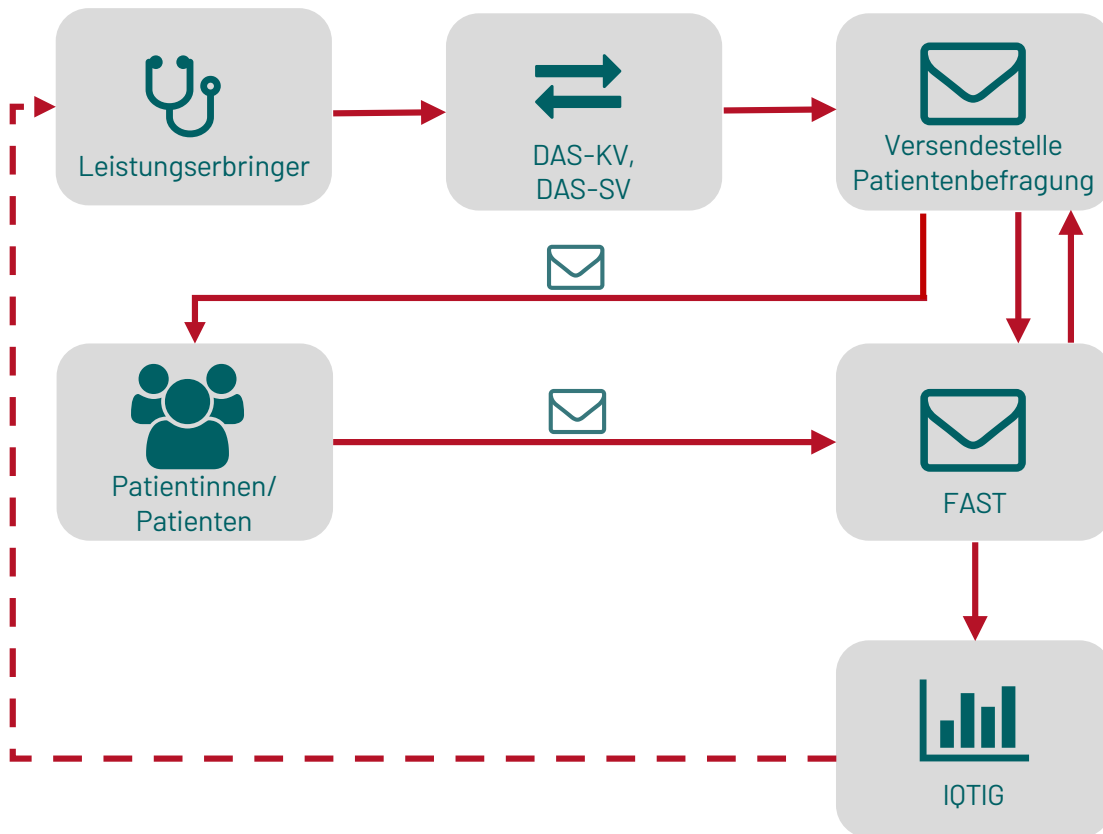 Leistungserbringer
DAS-KV,
DAS-SV
Versendestelle
Patientenbefragung
Patientinnen/
Patienten
FAST
IQTIG